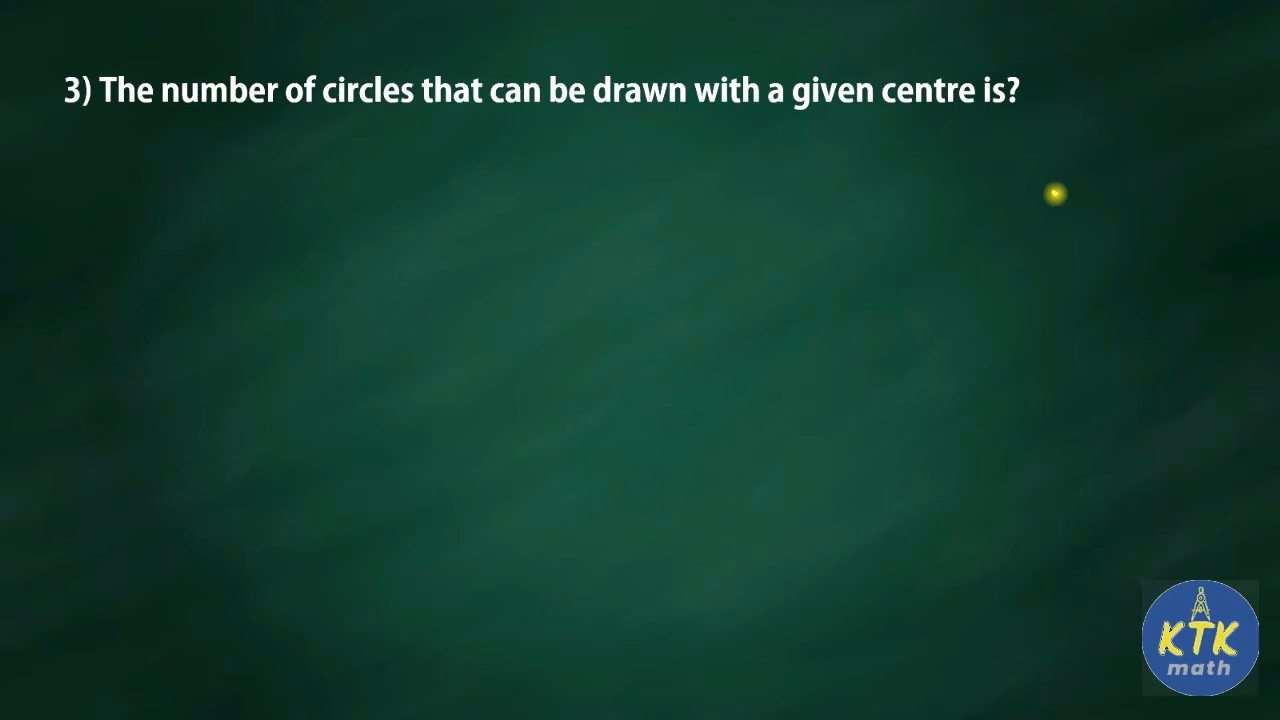 3) The number of circles that can be drawn with a given centre is?
KTK
math